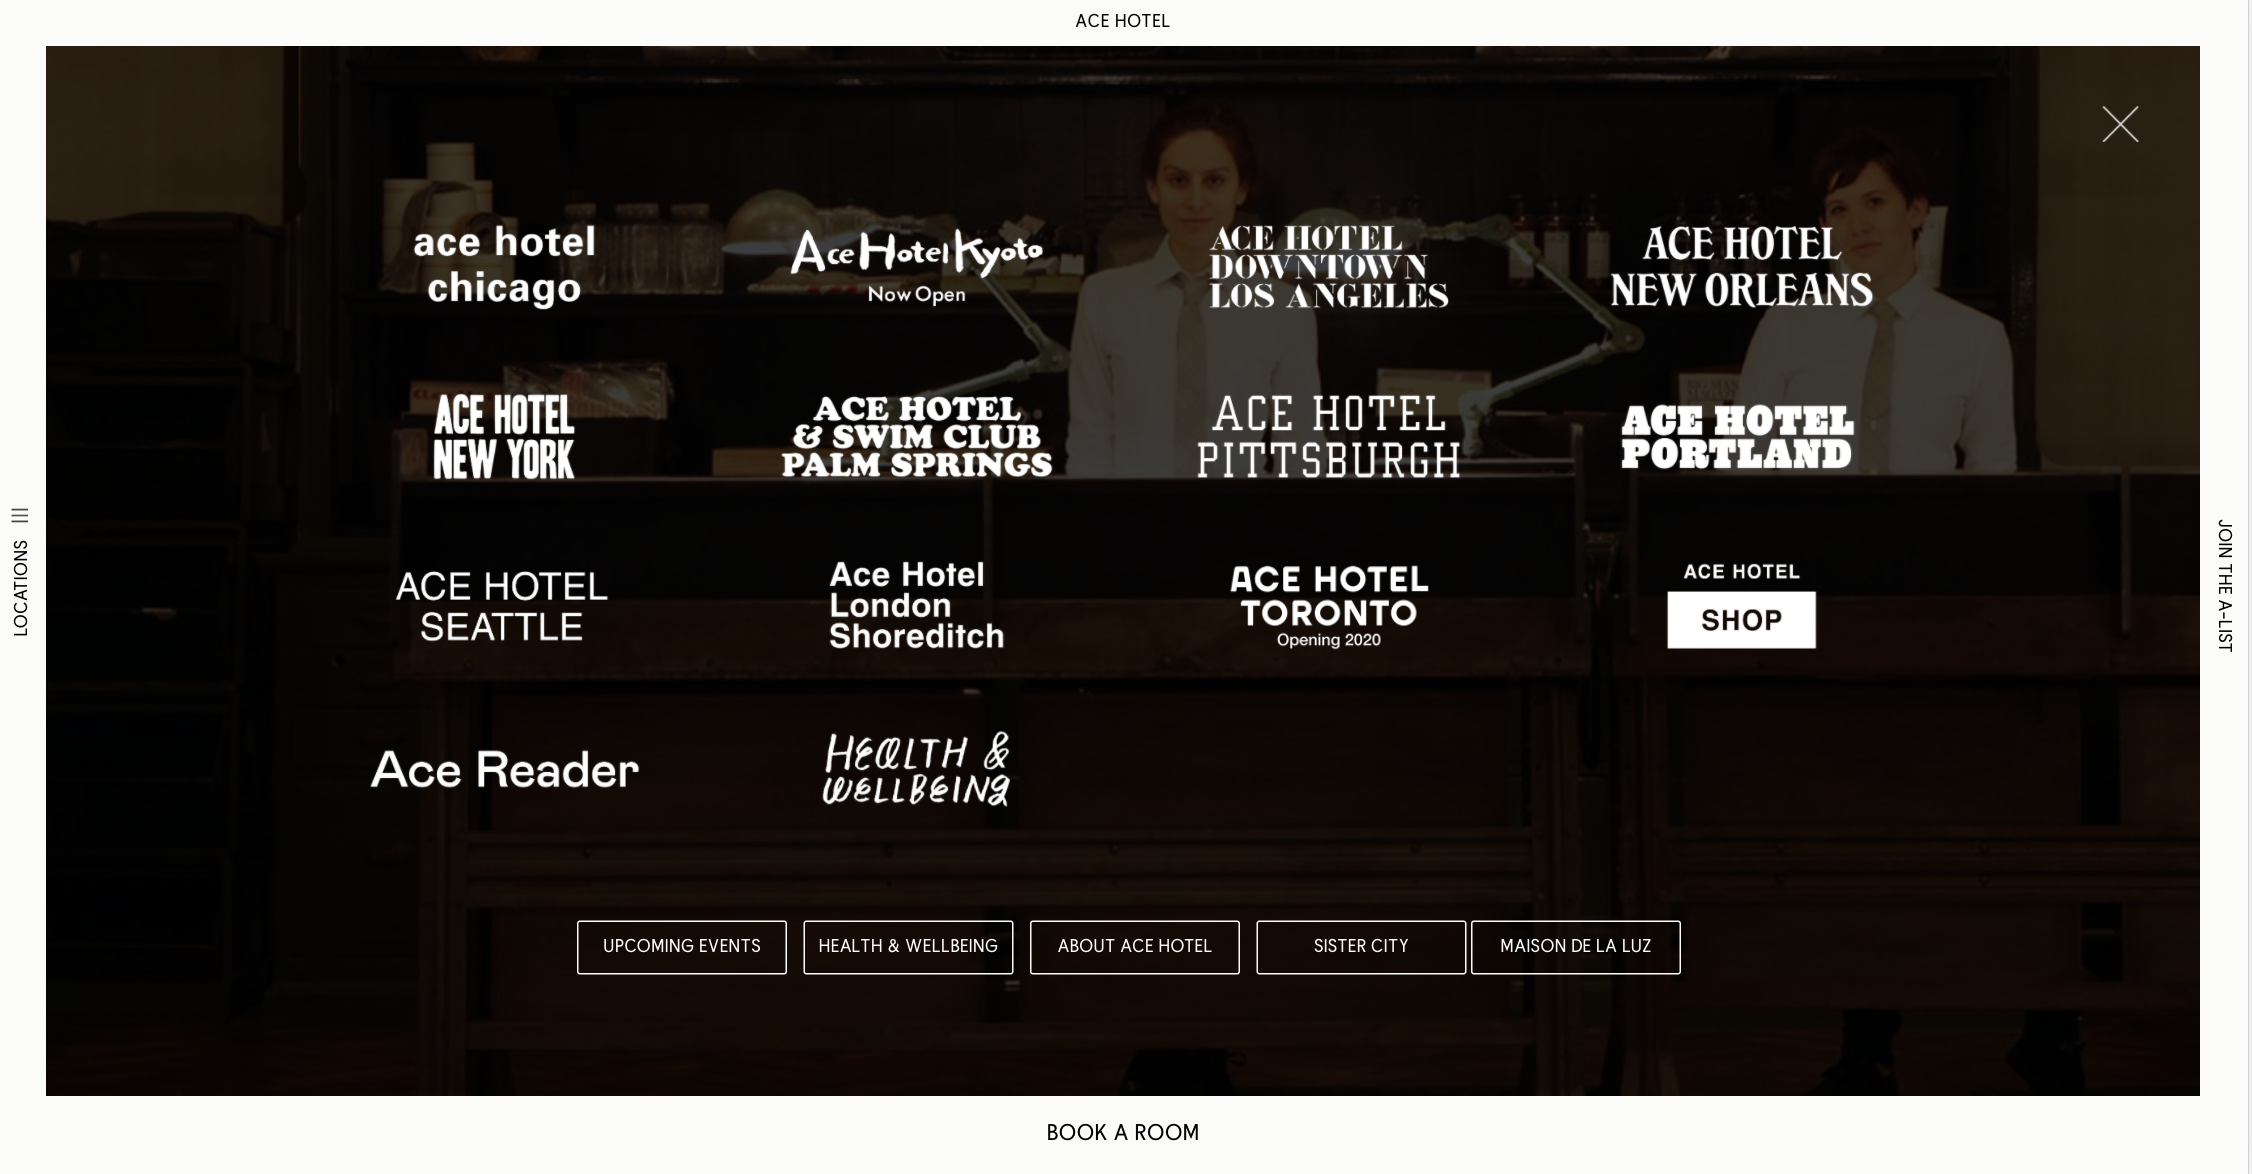 ACE HOTEL
LOCATIONS
JOIN THE A-LIST
ace hotel
chicago
Ace Hotel Kyoto
Now Open
ACE HOTEL
DOWNTOWN
LOS ANGELES
ACE HOTEL
NEW ORLEANS
ACE HOTEL
NEW YORK
ACE HOTEL
& SWIM CLUB
PALM SPRINGS
ACE HOTEL
PITTSBURGH
ACE HOTEL
PORTLAND
ACE HOTEL
SEATTLE
Ace Hotel
London
Shoreditch
ACE HOTEL
TORONTO
Opening 2020
ACE HOTEL
SHOP
Ace Reader
HEALTH &
WELLBEING
UPCOMING EVENTS
HEALTH & WELLBEING
ABOUT ACE HOTEL
SISTER CITY
MAISON DE LA LUZ
BOOK A ROOM